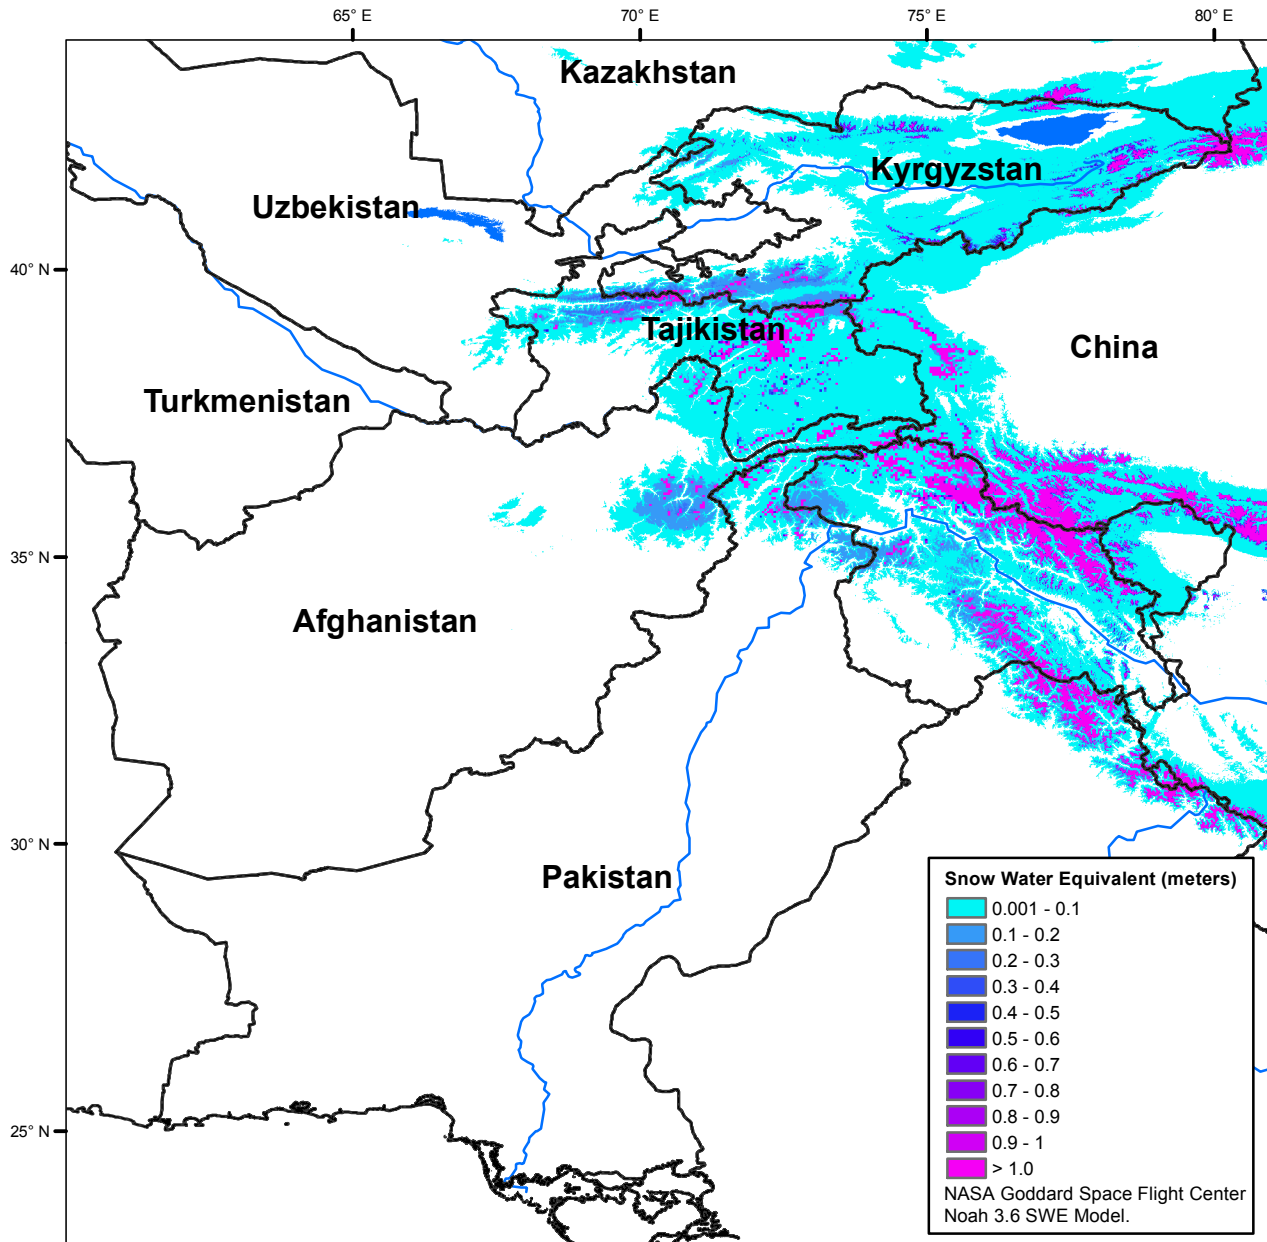 65° E
70° E
75° E
80° E
Kazakhstan
Kyrgyzstan
Uzbekistan
40° N
Tajikistan
China
Turkmenistan
35° N
Afghanistan
30° N
Pakistan
Snow Water Equivalent (meters)
0.001 - 0.1
0.1 - 0.2
0.2 - 0.3
0.3 - 0.4
0.4 - 0.5
0.5 - 0.6
0.6 - 0.7
0.7 - 0.8
0.8 - 0.9
0.9 - 1
> 1.0
25° N
NASA Goddard Space Flight Center
Noah 3.6 SWE Model.